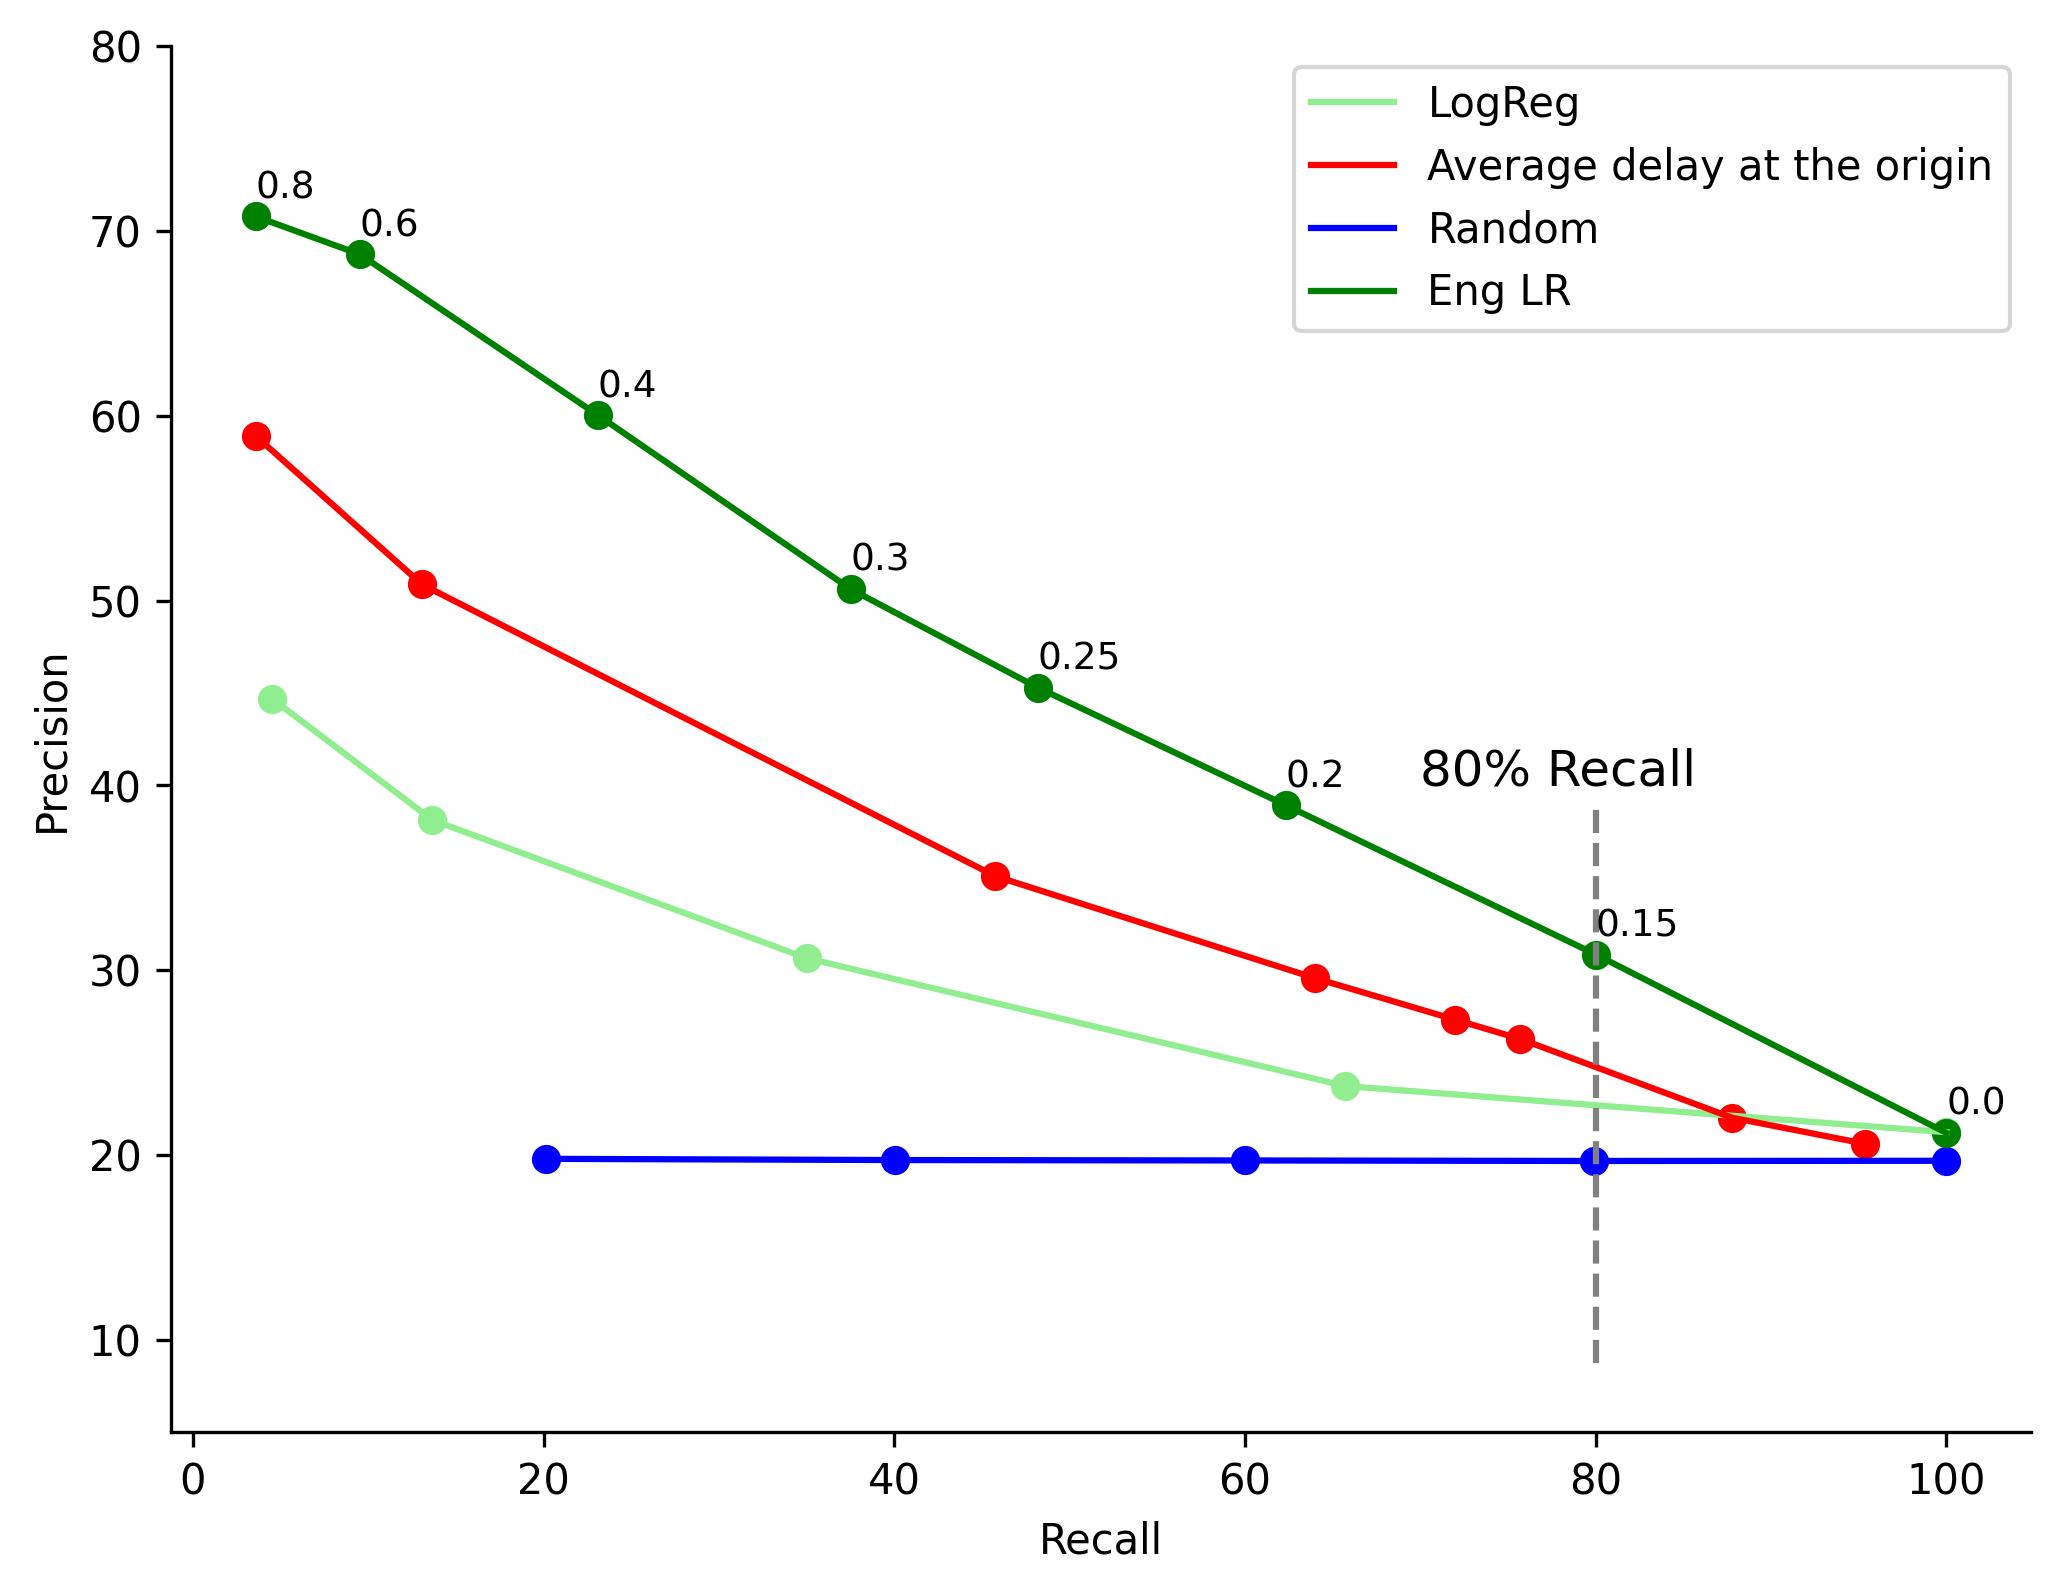 80
70
60
50
40
30
20
10
Precision
0.8
0.6
0.4
0.3
0.25
0.2
0.15
0.0
80% Recall
LogReg
Average delay at the origin
Random
Eng LR
0 20 40 60 80 100
Recall